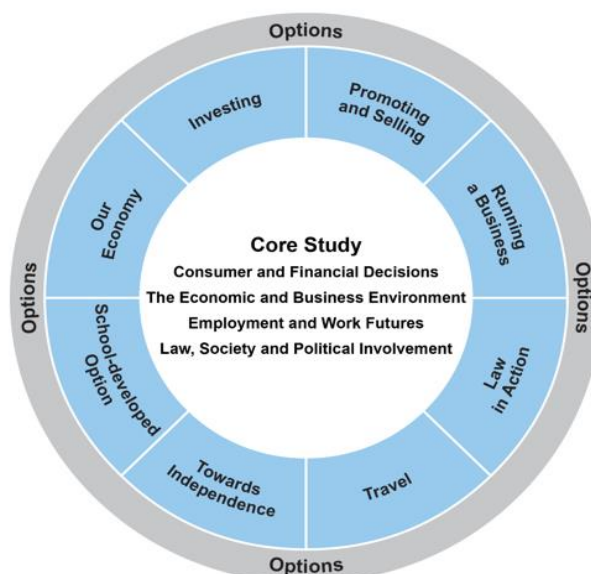 Options
Investing
Promoting
and Selling
Our
Economy
Running
a Business
Options
Options
Core Study
Consumer and Financial Decisions
The Economic and Business Environment
Employment and Work Futures
Law, Society and Political Involvement
School-developed
Option
Law
in Action
Towards
Independence
Travel
Options